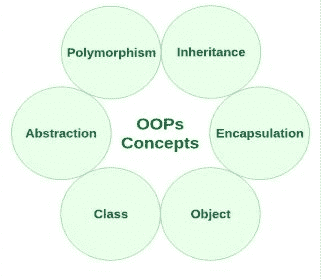 Polymorphism
Inheritance
Abstraction
OOPs
Concepts
Encapsulation
Class
Object